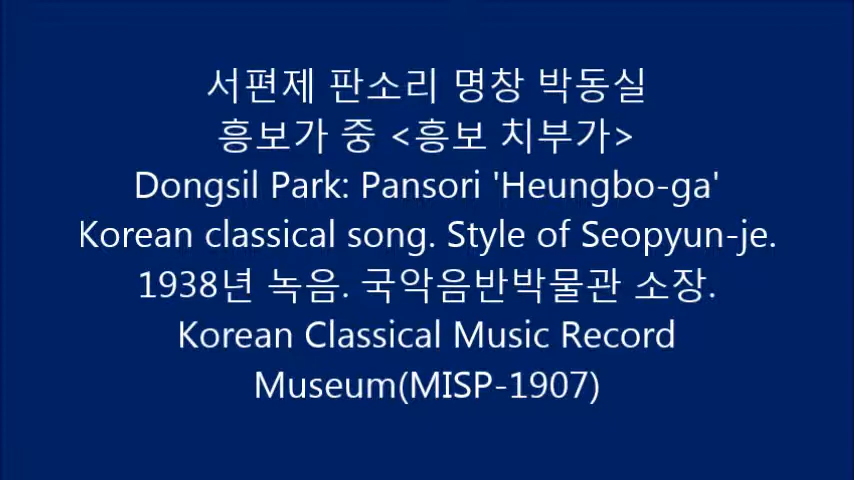 서편제 판소리 명창 박동실
흥보가 중 <흥보 치부가>
Dongsil Park: Pansori 'Heungbo-ga'
Korean classical song. Style of Seopyun-je.
1938년 녹음. 국악음반박물관 소장.
Korean Classical Music Record
Museum(MISP-1907)